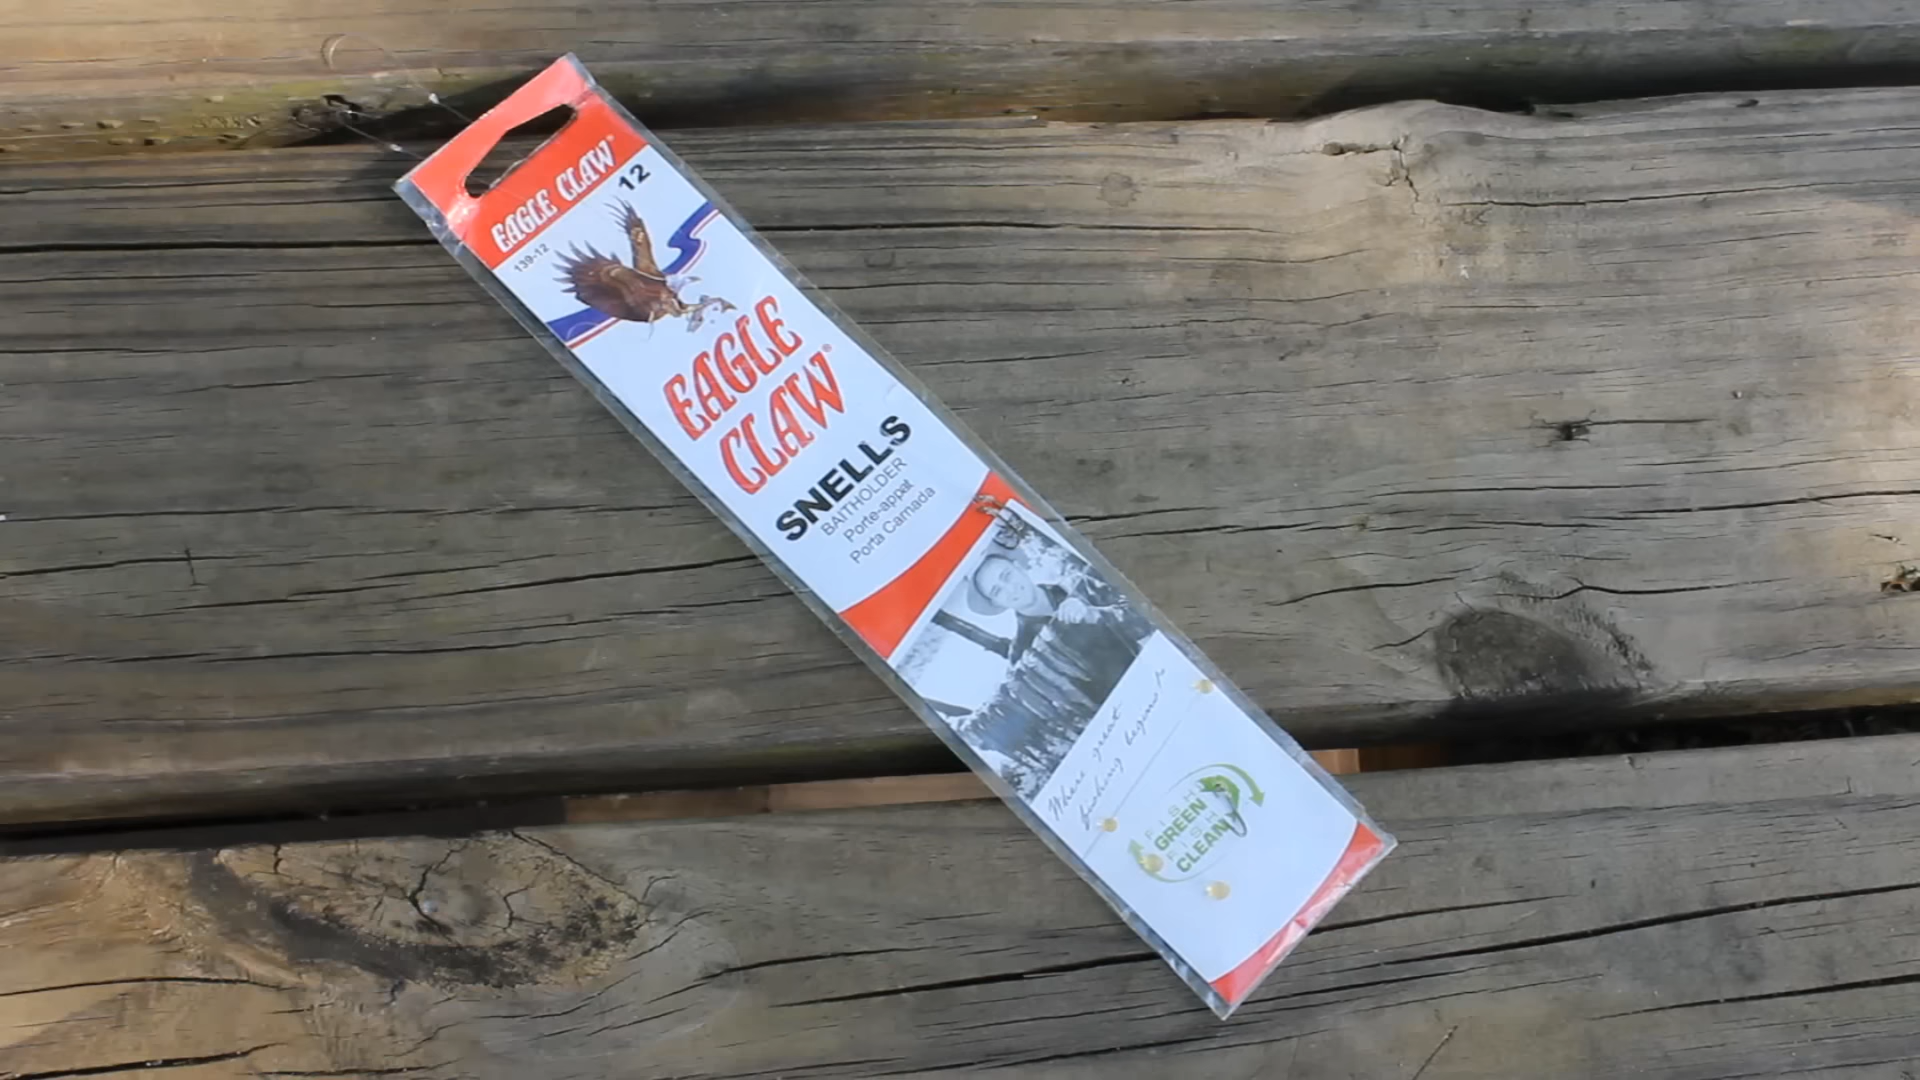 EAGLE CLAW®
139-12
12
EAGLE
CLAW®
SNELLS
BAITHOLDER
Porte-appat
Porta Carnada
Where great
fishing begins
FISH
GREEN
FISH
CLEAN